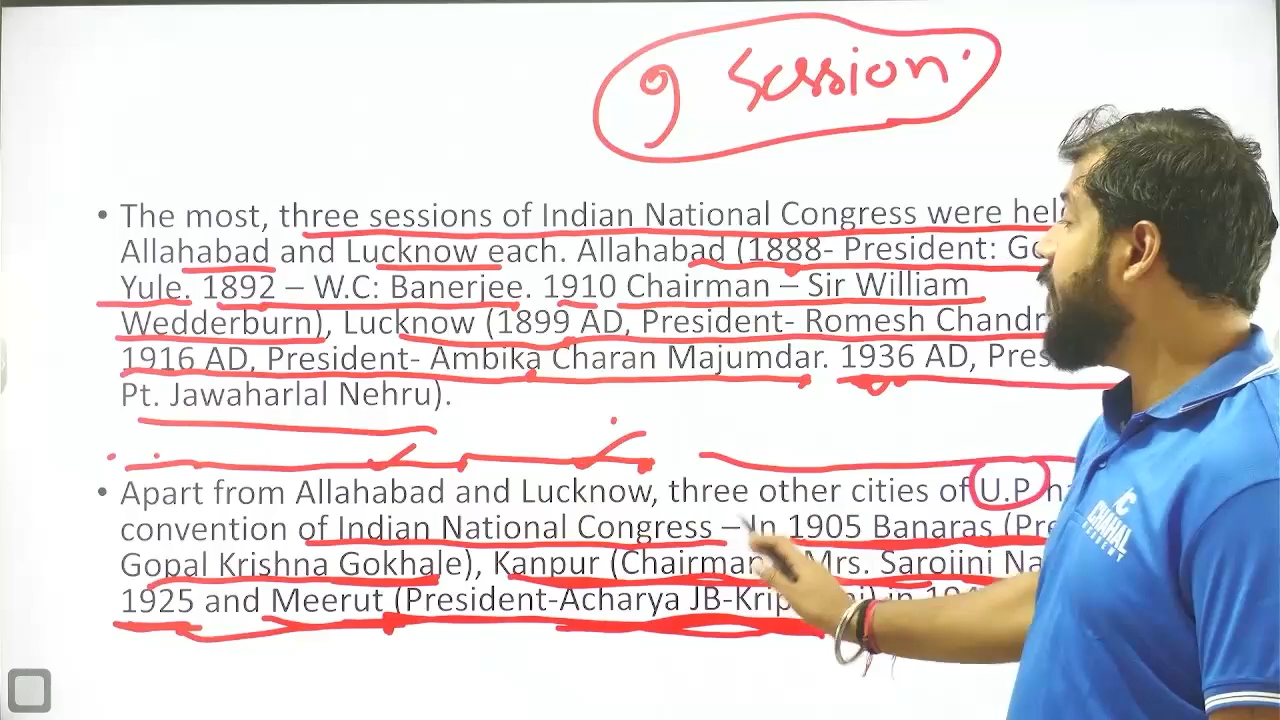 9 Session.
• The most, three sessions of Indian National Congress were hel
Allahabad and Lucknow each. Allahabad (1888- President: Go
Yule. 1892 – W.C: Banerjee. 1910 Chairman – Sir William
Wedderburn), Lucknow (1899 AD, President- Romesh Chandr
1916 AD, President- Ambika Charan Majumdar. 1936 AD, Pres
Pt. Jawaharlal Nehru).
• Apart from Allahabad and Lucknow, three other cities of U.P ha
convention of Indian National Congress – In 1905 Banaras (Pre
Gopal Krishna Gokhale), Kanpur (Chairman Mrs. Sarojini Na
1925 and Meerut (President-Acharya JB-Krip in
CHAHAL
ACADEMY